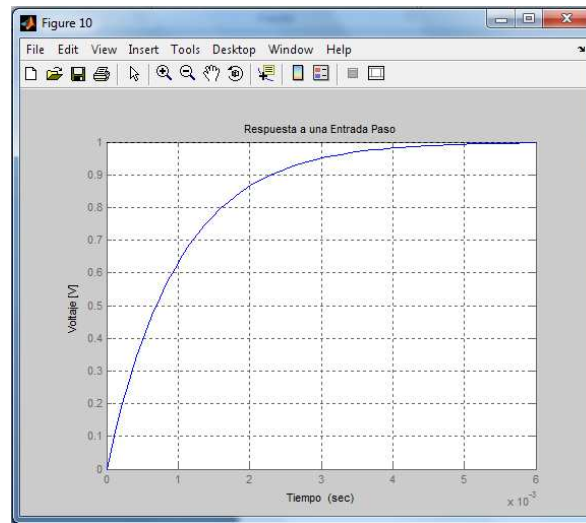 Figure 10
File Edit View Insert Tools Desktop Window Help
Respuesta a una Entrada Paso
1
0.9
0.8
0.7
0.6
0.5
0.4
0.3
0.2
0.1
0
Voltaje [V]
0 1 2 3 4 5 6
Tiempo (sec)
x 10⁻³